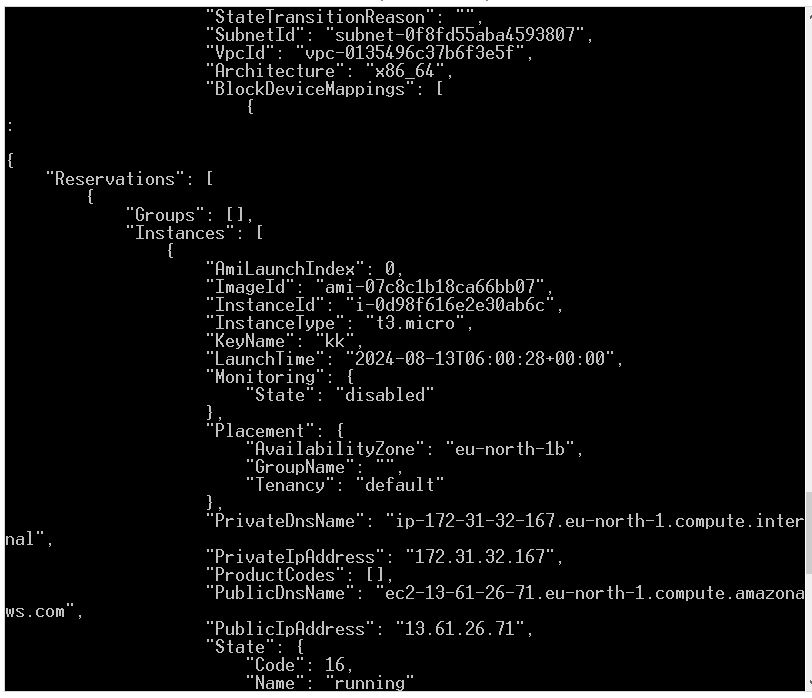 "StateTransitionReason": "",
"SubnetId": "subnet-0f8fd55aba4593807",
"VpcId": "vpc-0135496c37b6f3e5f",
"Architecture": "x86_64",
"BlockDeviceMappings": [
{
:
{
"Reservations": [
{
"Groups": [],
"Instances": [
{
"AmiLaunchIndex": 0,
"ImageId": "ami-07c8c1b18ca66bb07",
"InstanceId": "i-0d98f616e2e30ab6c",
"InstanceType": "t3.micro",
"KeyName": "kk",
"LaunchTime": "2024-08-13T06:00:28+00:00",
"Monitoring": {
"State": "disabled"
},
"Placement": {
"AvailabilityZone": "eu-north-1b",
"GroupName": "",
"Tenancy": "default"
},
"PrivateDnsName": "ip-172-31-32-167.eu-north-1.compute.inter
nal",
"PrivateIpAddress": "172.31.32.167",
"ProductCodes": [],
"PublicDnsName": "ec2-13-61-26-71.eu-north-1.compute.amazona
ws.com",
"PublicIpAddress": "13.61.26.71",
"State": {
"Code": 16,
"Name": "running"